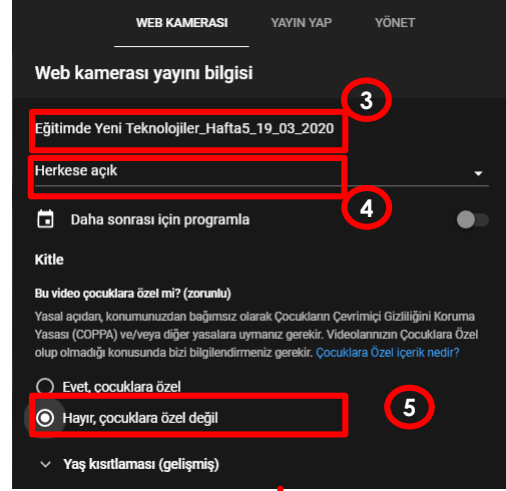 WEB KAMERASI YAYIN YAP YÖNET
Web kamerası yayını bilgisi
3
Eğitimde Yeni Teknolojiler_Hafta5_19_03_2020
Herkese açık
4
Daha sonrası için programla
Kitle
Bu video çocuklara özel mi? (zorunlu)
Yasal açıdan, konumunuzdan bağımsız olarak Çocukların Çevrimiçi Gizliliğini Koruma
Yasası (COPPA) ve/veya diğer yasalara uymanız gerekir. Videolarınızın Çocuklara Özel
olup olmadığı konusunda bizi bilgilendirmeniz gerekir. Çocuklara Özel içerik nedir?
Evet, çocuklara özel
Hayır, çocuklara özel değil
5
Yaş kısıtlaması (gelişmiş)